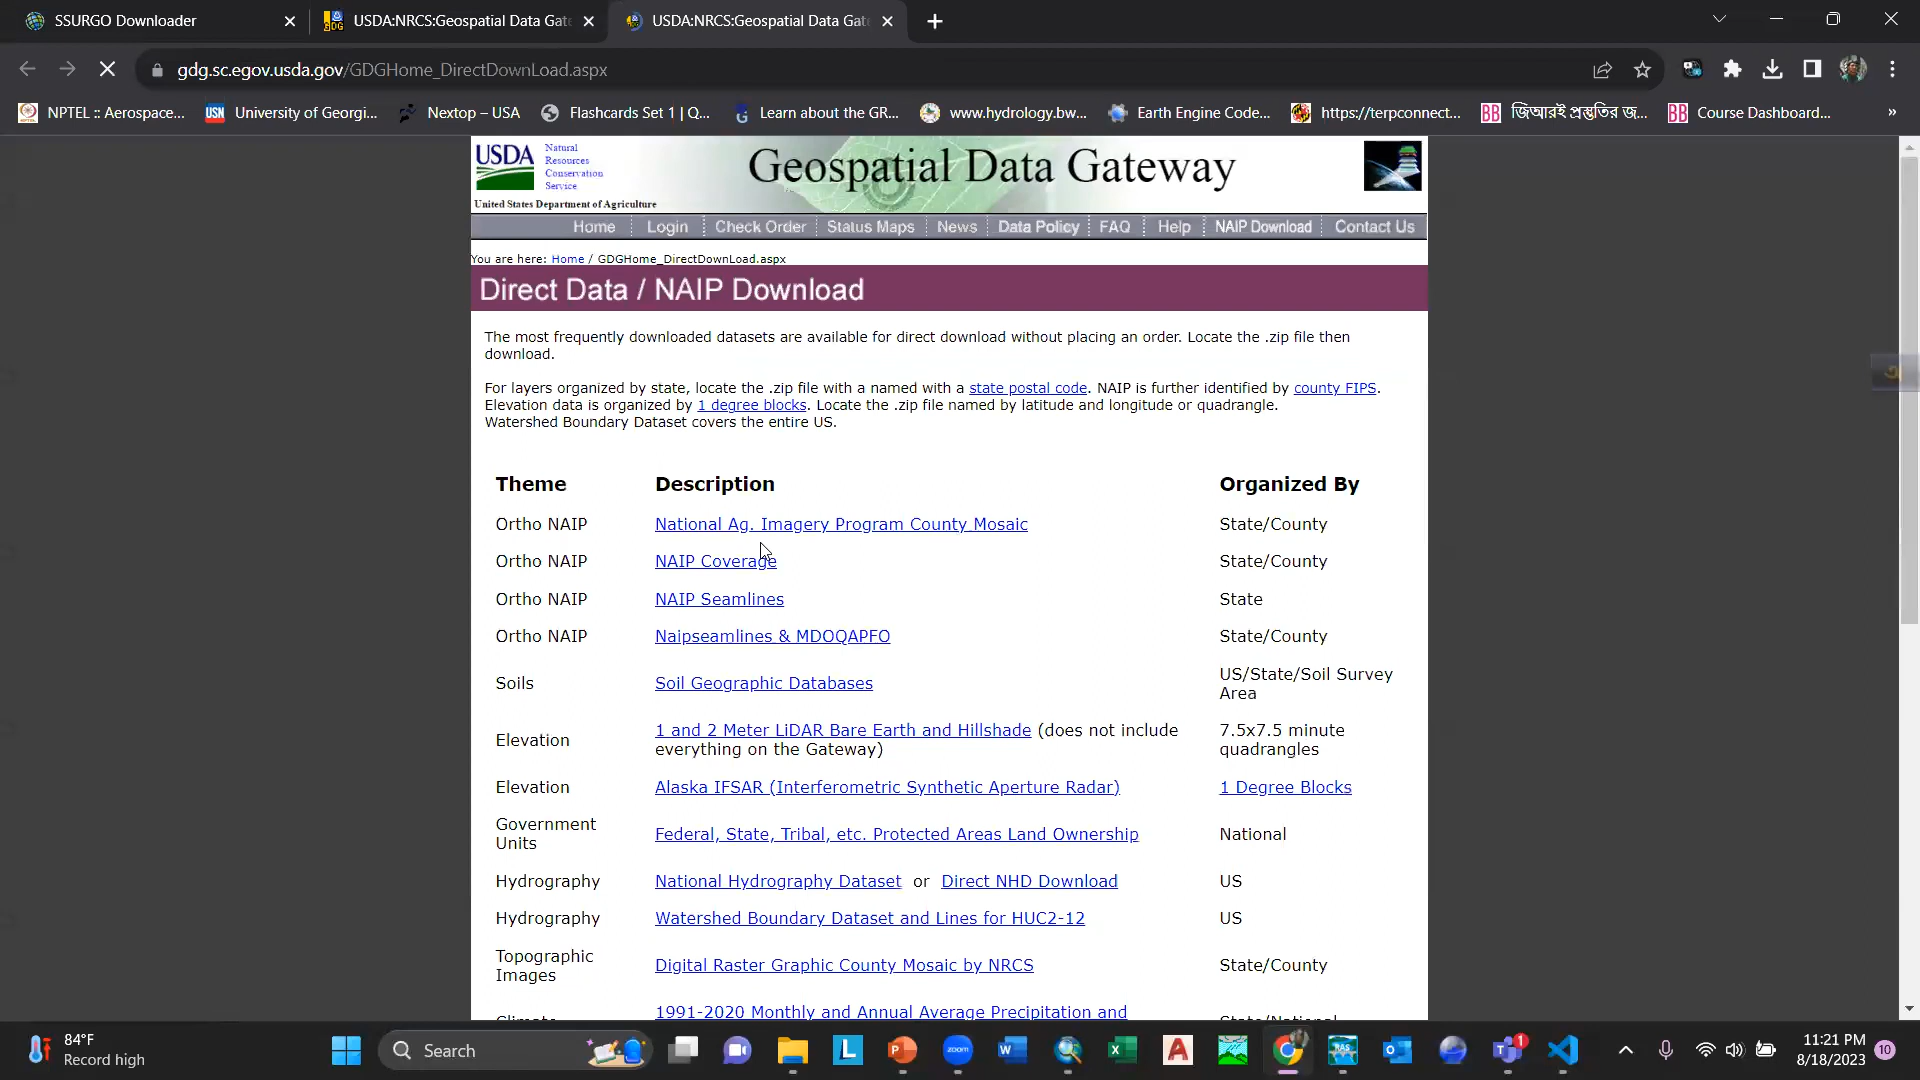 SSURGO Downloader
USDA:NRCS:Geospatial Data Gat
USDA:NRCS:Geospatial Data Gat
gdg.sc.egov.usda.gov/GDGHome_DirectDownLoad.aspx
NPTEL :: Aerospace...
USN University of Georgi...
Nextop – USA
Flashcards Set 1 | Q...
Learn about the GR...
www.hydrology.bw...
Earth Engine Code...
https://terpconnect...
BB জিআরই প্রস্তুতির জ...
BB Course Dashboard...
»
USDA
Natural
Resources
Conservation
Service
United States Department of Agriculture
Geospatial Data Gateway
Home Login Check Order Status Maps News Data Policy FAQ Help NAIP Download Contact Us
You are here: Home / GDGHome_DirectDownLoad.aspx
Direct Data / NAIP Download
The most frequently downloaded datasets are available for direct download without placing an order. Locate the .zip file then
download.
For layers organized by state, locate the .zip file with a named with a state postal code. NAIP is further identified by county FIPS.
Elevation data is organized by 1 degree blocks. Locate the .zip file named by latitude and longitude or quadrangle.
Watershed Boundary Dataset covers the entire US.
Theme Description Organized By
Ortho NAIP National Ag. Imagery Program County Mosaic State/County
Ortho NAIP NAIP Coverage State/County
Ortho NAIP NAIP Seamlines State
Ortho NAIP Naipseamlines & MDOQAPFO State/County
Soils Soil Geographic Databases US/State/Soil Survey
Area
Elevation 1 and 2 Meter LiDAR Bare Earth and Hillshade (does not include
everything on the Gateway) 7.5x7.5 minute
quadrangles
Elevation Alaska IFSAR (Interferometric Synthetic Aperture Radar) 1 Degree Blocks
Government
Units Federal, State, Tribal, etc. Protected Areas Land Ownership National
Hydrography National Hydrography Dataset or Direct NHD Download US
Hydrography Watershed Boundary Dataset and Lines for HUC2-12 US
Topographic
Images Digital Raster Graphic County Mosaic by NRCS State/County
1991-2020 Monthly and Annual Average Precipitation and
Climate State/National
84°F
Record high
Search
zoom
RAS
1
11:21 PM
8/18/2023
10